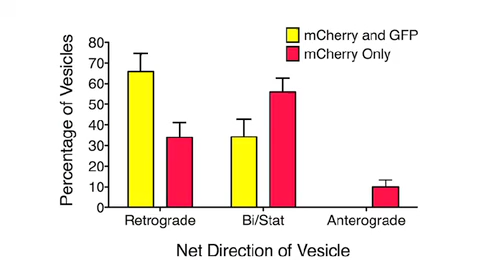 mCherry and GFP
mCherry Only
Percentage of Vesicles
80
70
60
50
40
30
20
10
0
Retrograde
Bi/Stat
Anterograde
Net Direction of Vesicle